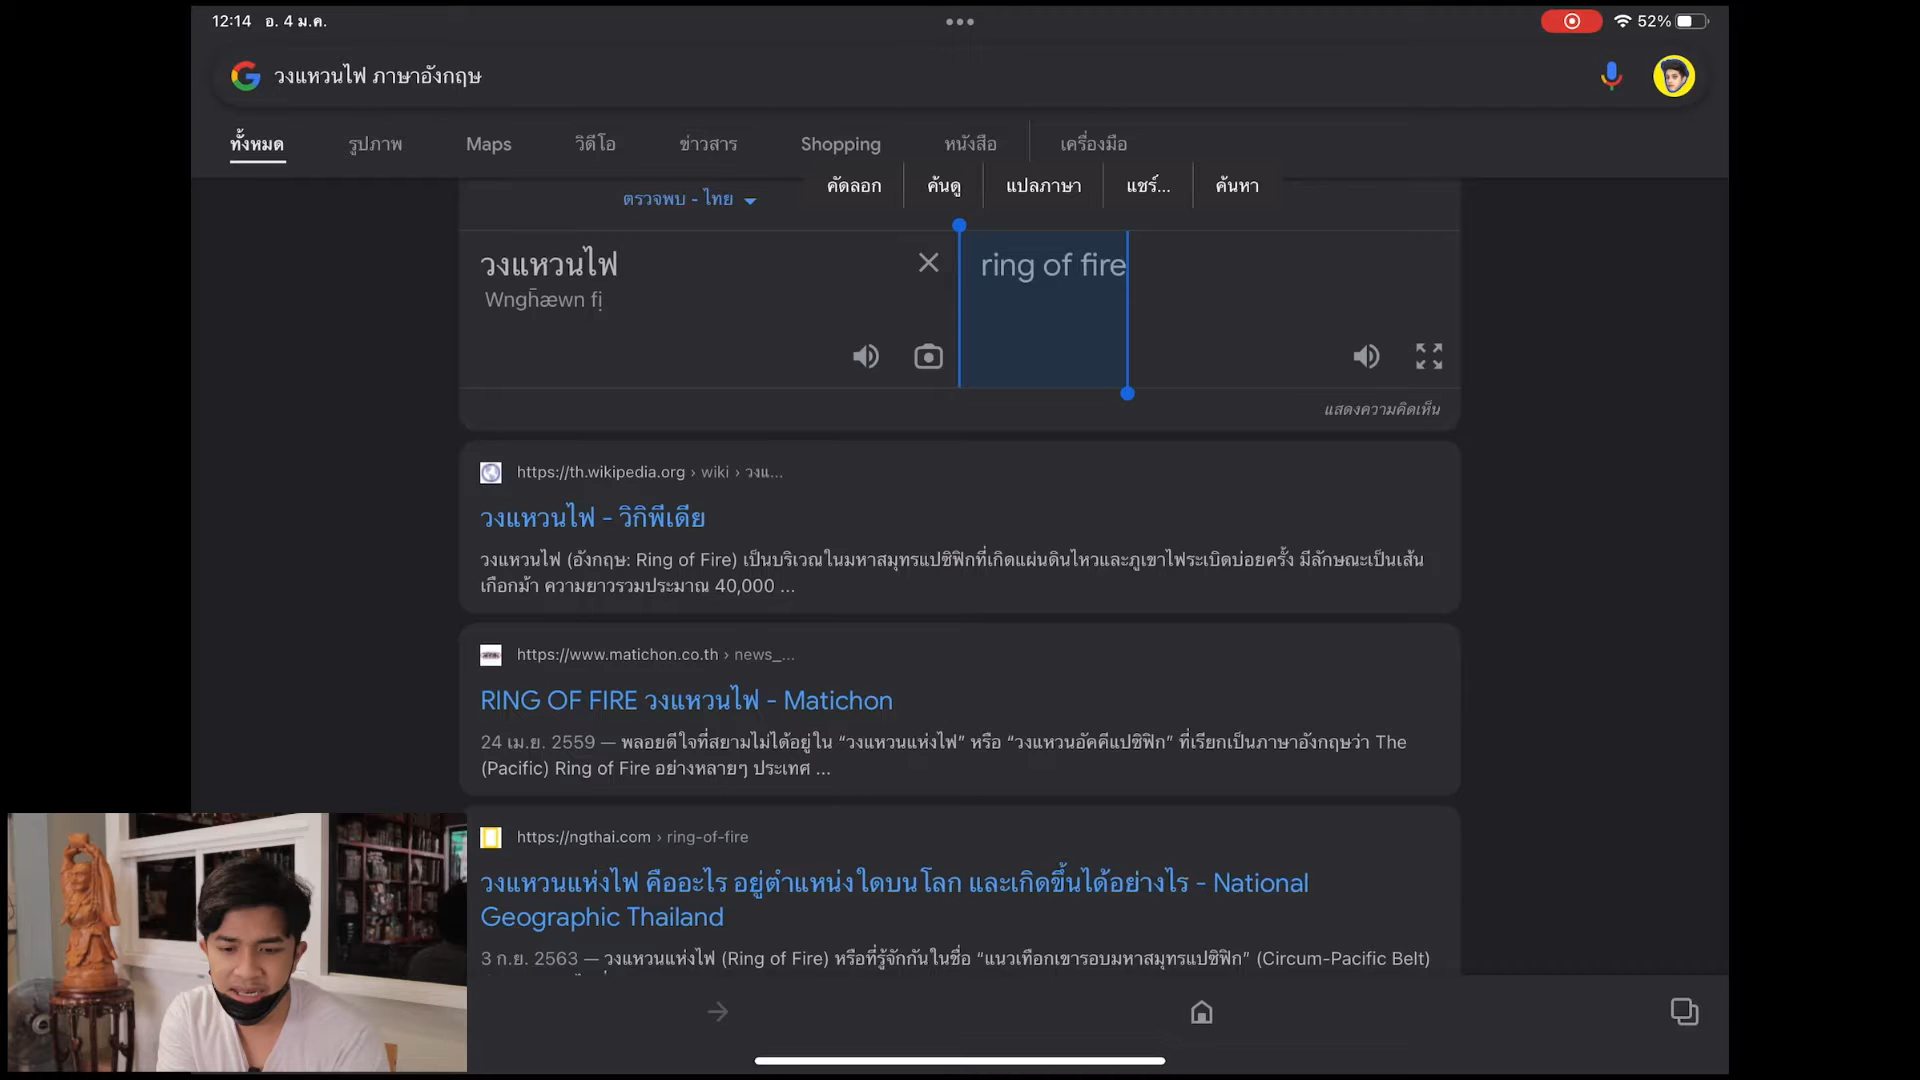 12:14 อ. 4 ม.ค.
52%
วงแหวนไฟ ภาษาอังกฤษ
ทั้งหมด รูปภาพ Maps วิดีโอ ข่าวสาร Shopping หนังสือ เครื่องมือ
คัดลอก ค้นดู แปลภาษา แชร์... ค้นหา
ตรวจพบ - ไทย
วงแหวนไฟ
Wngh̄æwn fị
ring of fire
แสดงความคิดเห็น
https://th.wikipedia.org › wiki › วงแ...
วงแหวนไฟ - วิกิพีเดีย
วงแหวนไฟ (อังกฤษ: Ring of Fire) เป็นบริเวณในมหาสมุทรแปซิฟิกที่เกิดแผ่นดินไหวและภูเขาไฟระเบิดบ่อยครั้ง มีลักษณะเป็นเส้น
เกือกม้า ความยาวรวมประมาณ 40,000 ...
https://www.matichon.co.th › news_...
RING OF FIRE วงแหวนไฟ - Matichon
24 เม.ย. 2559 — พลอยดีใจที่สยามไม่ได้อยู่ใน “วงแหวนแห่งไฟ” หรือ “วงแหวนอัคคีแปซิฟิก” ที่เรียกเป็นภาษาอังกฤษว่า The
(Pacific) Ring of Fire อย่างหลายๆ ประเทศ ...
https://ngthai.com › ring-of-fire
วงแหวนแห่งไฟ คืออะไร อยู่ตำแหน่งใดบนโลก และเกิดขึ้นได้อย่างไร - National
Geographic Thailand
3 ก.ย. 2563 — วงแหวนแห่งไฟ (Ring of Fire) หรือที่รู้จักกันในชื่อ “แนวเทือกเขารอบมหาสมุทรแปซิฟิก” (Circum-Pacific Belt)